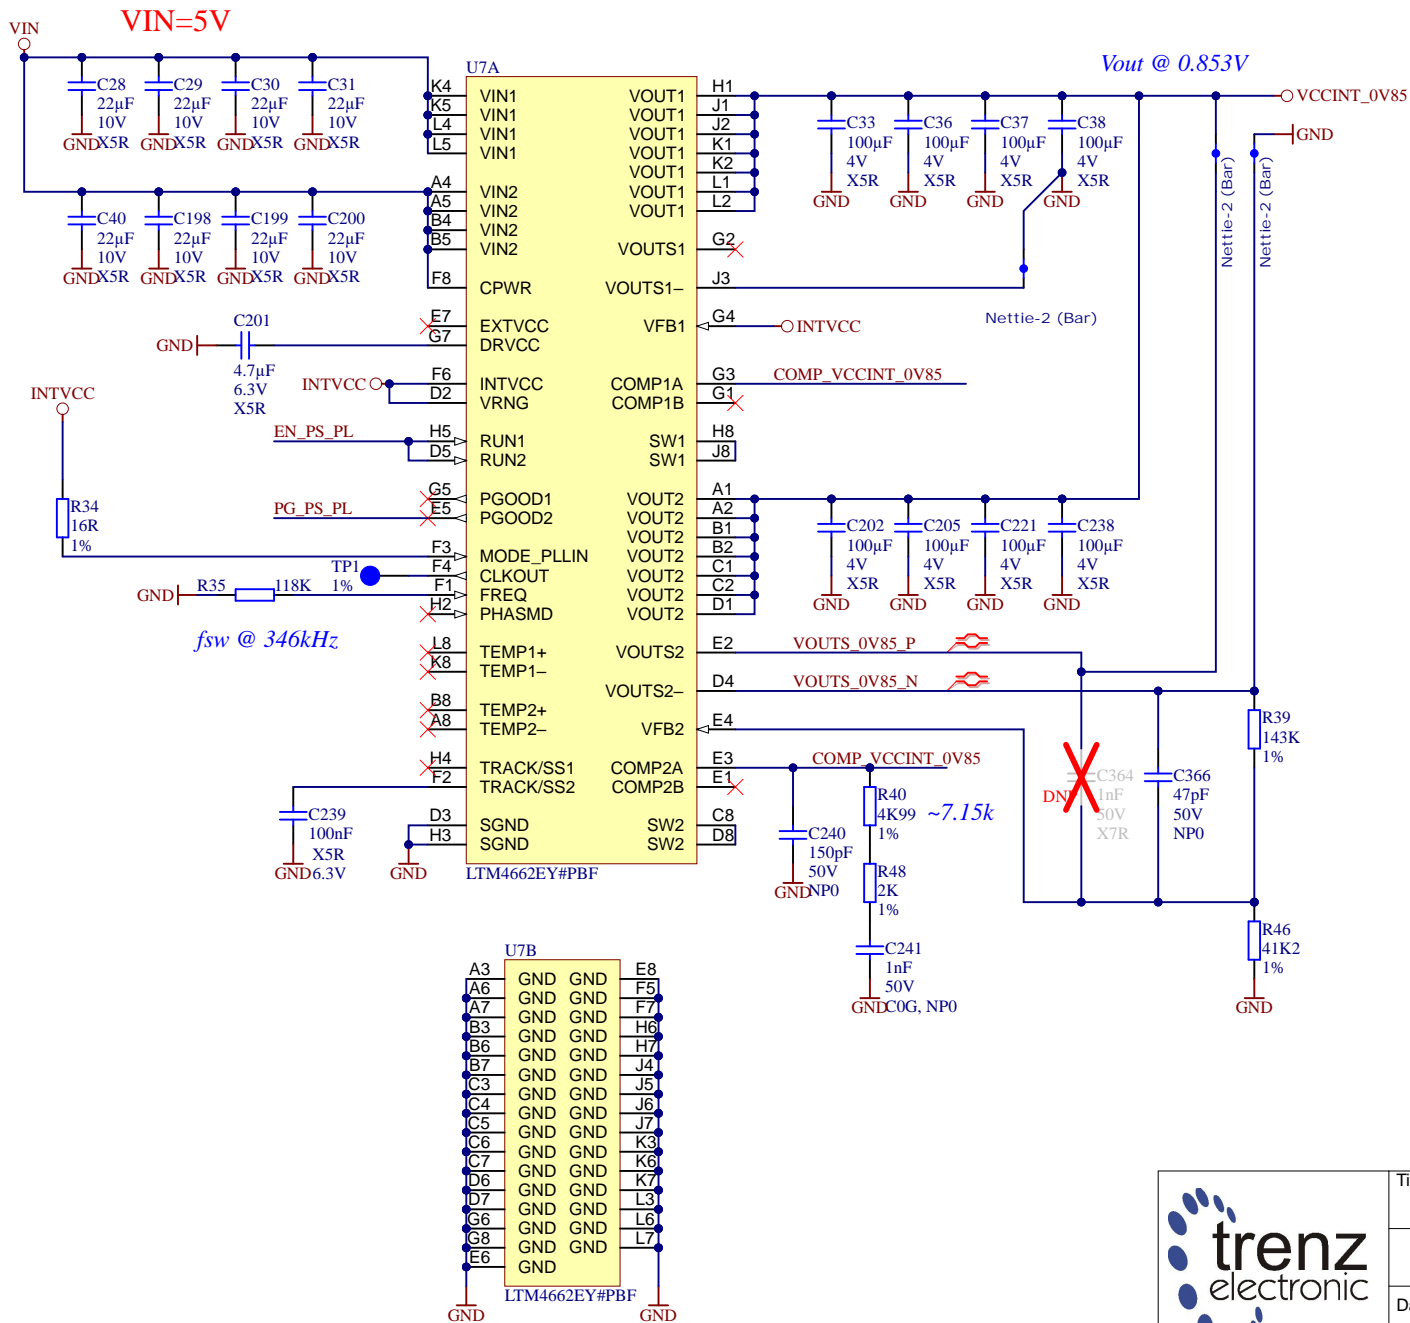 VIN=5V
VIN
Vout @ 0.853V
U7A
C28
22µF
10V
X5R
GND
C29
22µF
10V
X5R
GND
C30
22µF
10V
X5R
GND
C31
22µF
10V
X5R
GND
C40
22µF
10V
X5R
GND
C198
22µF
10V
X5R
GND
C199
22µF
10V
X5R
GND
C200
22µF
10V
X5R
GND
K4 VIN1
K5 VIN1
L4 VIN1
L5 VIN1
A4 VIN2
A5 VIN2
B4 VIN2
B5 VIN2
F8 CPWR
E7 EXTVCC
G7 DRVCC
F6 INTVCC
D2 VRNG
H5 RUN1
D5 RUN2
G5 PGOOD1
E5 PGOOD2
F3 MODE_PLLIN
F4 CLKOUT
F1 FREQ
H2 PHASMD
L8 TEMP1+
K8 TEMP1–
B8 TEMP2+
A8 TEMP2–
H4 TRACK/SS1
F2 TRACK/SS2
D3 SGND
H3 SGND
VOUT1 H1
VOUT1 J1
VOUT1 J2
VOUT1 K1
VOUT1 K2
VOUT1 L1
VOUT1 L2
VOUTS1 G2
VOUTS1– J3
VFB1 G4
COMP1A G3
COMP1B G1
SW1 H8
SW1 J8
VOUT2 A1
VOUT2 A2
VOUT2 B1
VOUT2 B2
VOUT2 C1
VOUT2 C2
VOUT2 D1
VOUTS2 E2
VOUTS2– D4
VFB2 E4
COMP2A E3
COMP2B E1
SW2 C8
SW2 D8
LTM4662EY#PBF
C201
GND
4.7µF
6.3V
X5R
INTVCC
INTVCC
EN_PS_PL
R34
16R
1%
PG_PS_PL
TP1
R35
118K
1%
GND
fsw @ 346kHz
C239
100nF
X5R
6.3V
GND
GND
C33
100µF
4V
X5R
GND
C36
100µF
4V
X5R
GND
C37
100µF
4V
X5R
GND
C38
100µF
4V
X5R
GND
VCCINT_0V85
GND
Nettie-2 (Bar)
Nettie-2 (Bar)
Nettie-2 (Bar)
INTVCC
COMP_VCCINT_0V85
C202
100µF
4V
X5R
GND
C205
100µF
4V
X5R
GND
C221
100µF
4V
X5R
GND
C238
100µF
4V
X5R
GND
VOUTS_0V85_P
VOUTS_0V85_N
COMP_VCCINT_0V85
R40
4K99
1%
~7.15k
C240
150pF
50V
NP0
GND
R48
2K
1%
C241
1nF
50V
C0G, NP0
GND
C364
1nF
50V
X7R
DNP
C366
47pF
50V
NP0
R39
143K
1%
R46
41K2
1%
GND
U7B
A3 GND GND E8
A6 GND GND F5
A7 GND GND F7
B3 GND GND H6
B6 GND GND H7
B7 GND GND J4
C3 GND GND J5
C4 GND GND J6
C5 GND GND J7
C6 GND GND K3
C7 GND GND K6
D6 GND GND K7
D7 GND GND L3
G6 GND GND L6
G8 GND GND L7
E6 GND
LTM4662EY#PBF
GND
GND
trenz
electronic